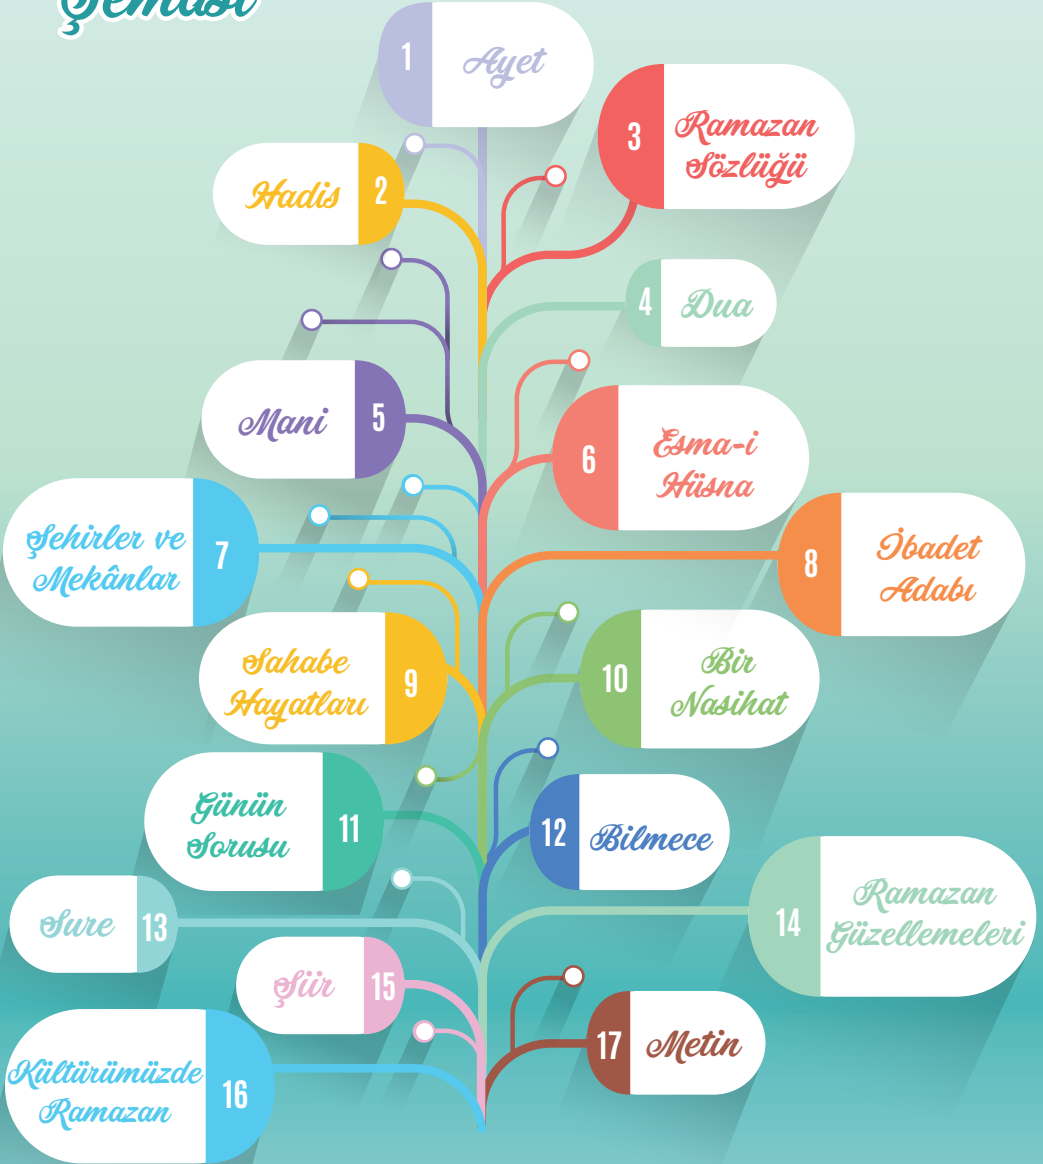 Şeması
1
Ayet
2
Hadis
3
Ramazan
Sözlüğü
4
Dua
5
Mani
6
Esma-i
Hüsna
7
Şehirler ve
Mekânlar
8
İbadet
Adabı
9
Sahabe
Hayatları
10
Bir
Nasihat
11
Günün
Sorusu
12
Bilmece
13
Sure
14
Ramazan
Güzellemeleri
15
Şiir
16
Kültürümüzde
Ramazan
17
Metin